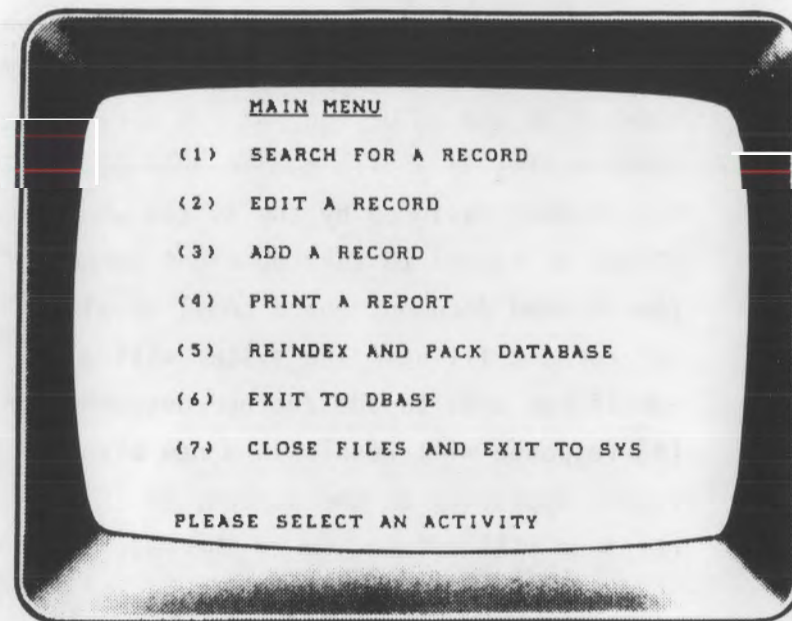 MAIN MENU
(1) SEARCH FOR A RECORD
(2) EDIT A RECORD
(3) ADD A RECORD
(4) PRINT A REPORT
(5) REINDEX AND PACK DATABASE
(6) EXIT TO DBASE
(7) CLOSE FILES AND EXIT TO SYS
PLEASE SELECT AN ACTIVITY